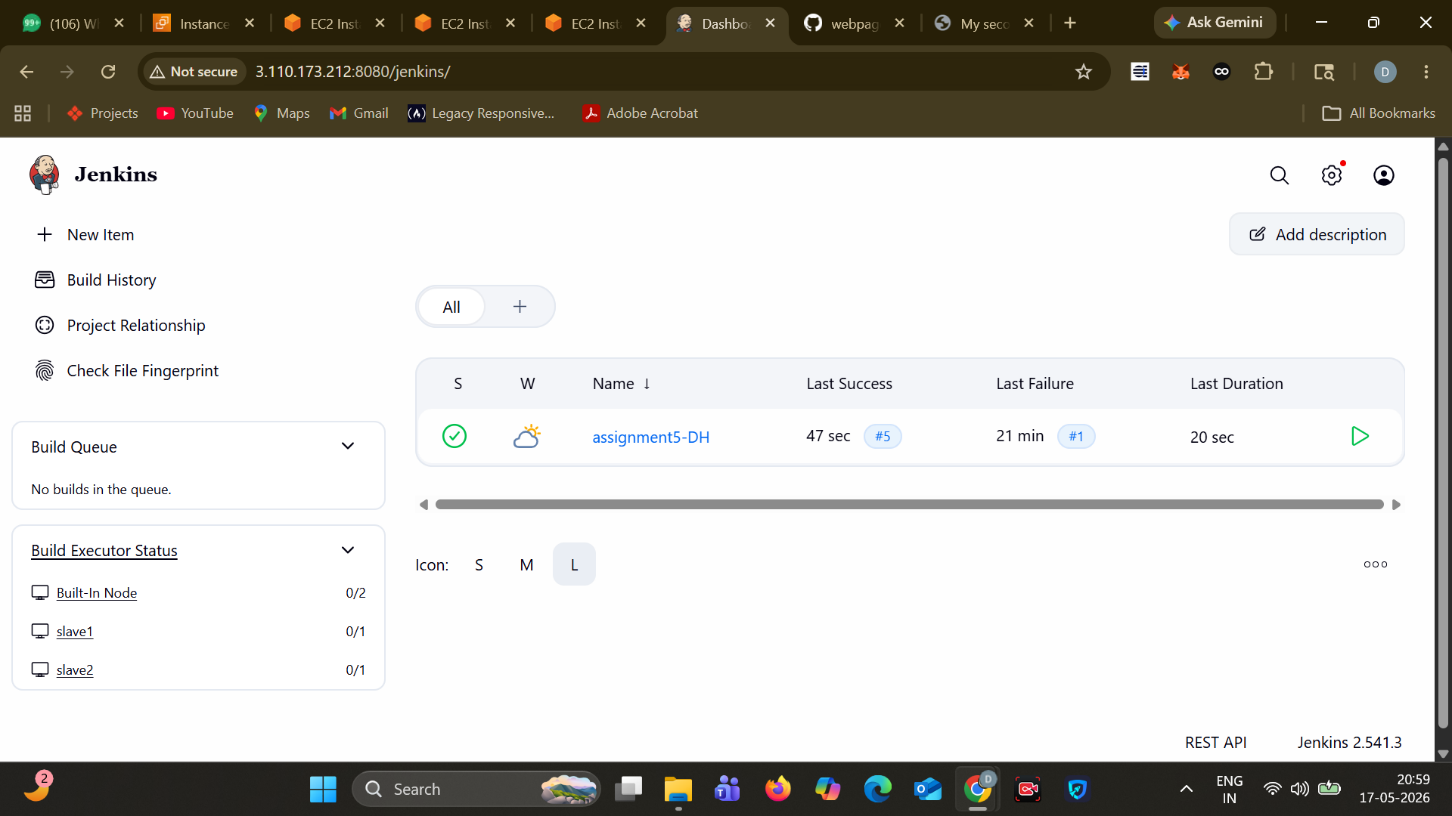 99+ (106) W Instance EC2 Inst EC2 Inst EC2 Inst Dashbo webpag My seco Ask Gemini
Not secure 3.110.173.212:8080/jenkins/ D
Projects YouTube Maps Gmail Legacy Responsive... Adobe Acrobat All Bookmarks
Jenkins
New Item
Add description
Build History
All
Project Relationship
Check File Fingerprint
S W Name ↓ Last Success Last Failure Last Duration
assignment5-DH 47 sec #5 21 min #1 20 sec
Build Queue
No builds in the queue.
Build Executor Status
Built-In Node 0/2
slave1 0/1
slave2 0/1
Icon: S M L
REST API Jenkins 2.541.3
2 Search D ENG IN 20:59
17-05-2026